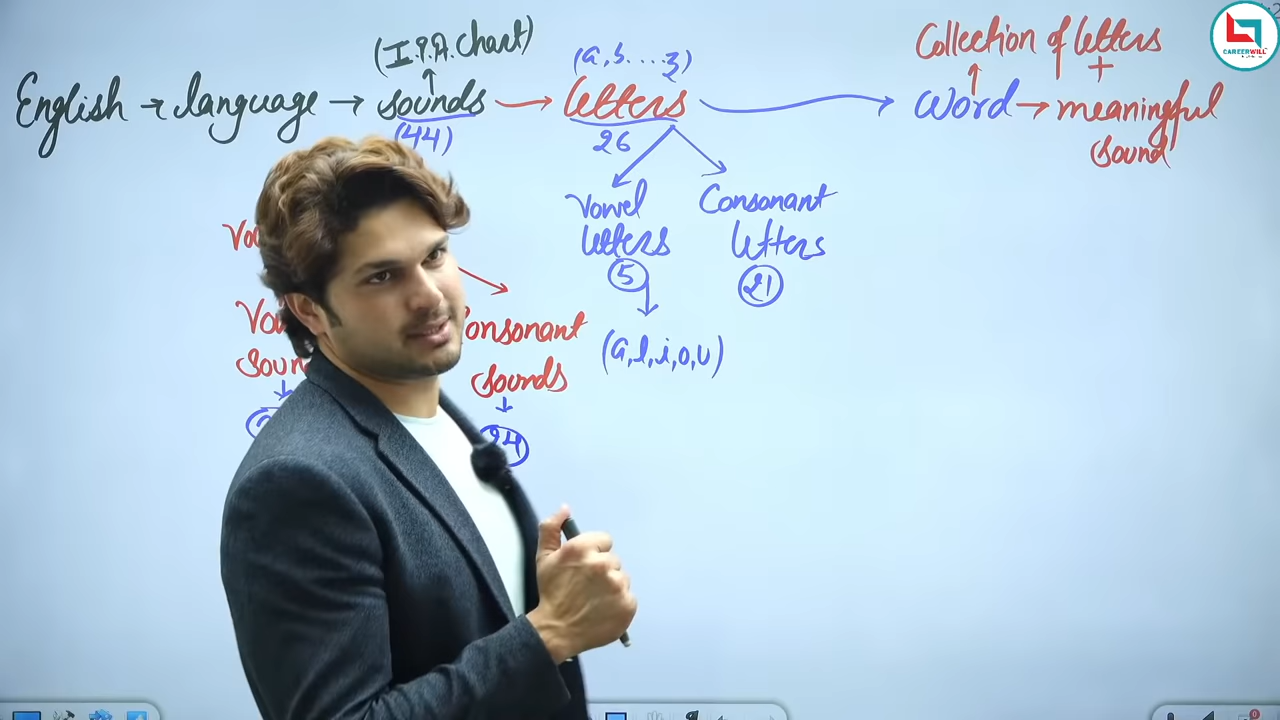 (I.P.A. Chart)
(a, b....z)
Collection of letters
+
English → language → sounds → letters → word → meaningful
sound
(44)
26
Vowel
letters
5
(a, e, i, o, u)
Consonant
letters
21
Consonant
sounds
24
CAREERWILL